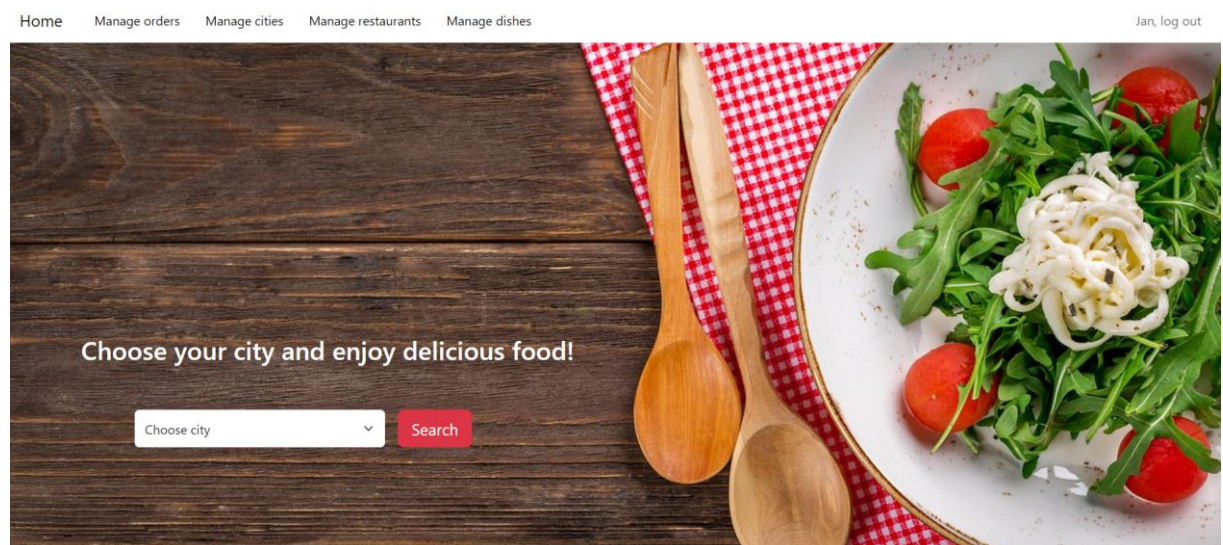 Home Manage orders Manage cities Manage restaurants Manage dishes Jan, log out
Choose your city and enjoy delicious food!
Choose city Search